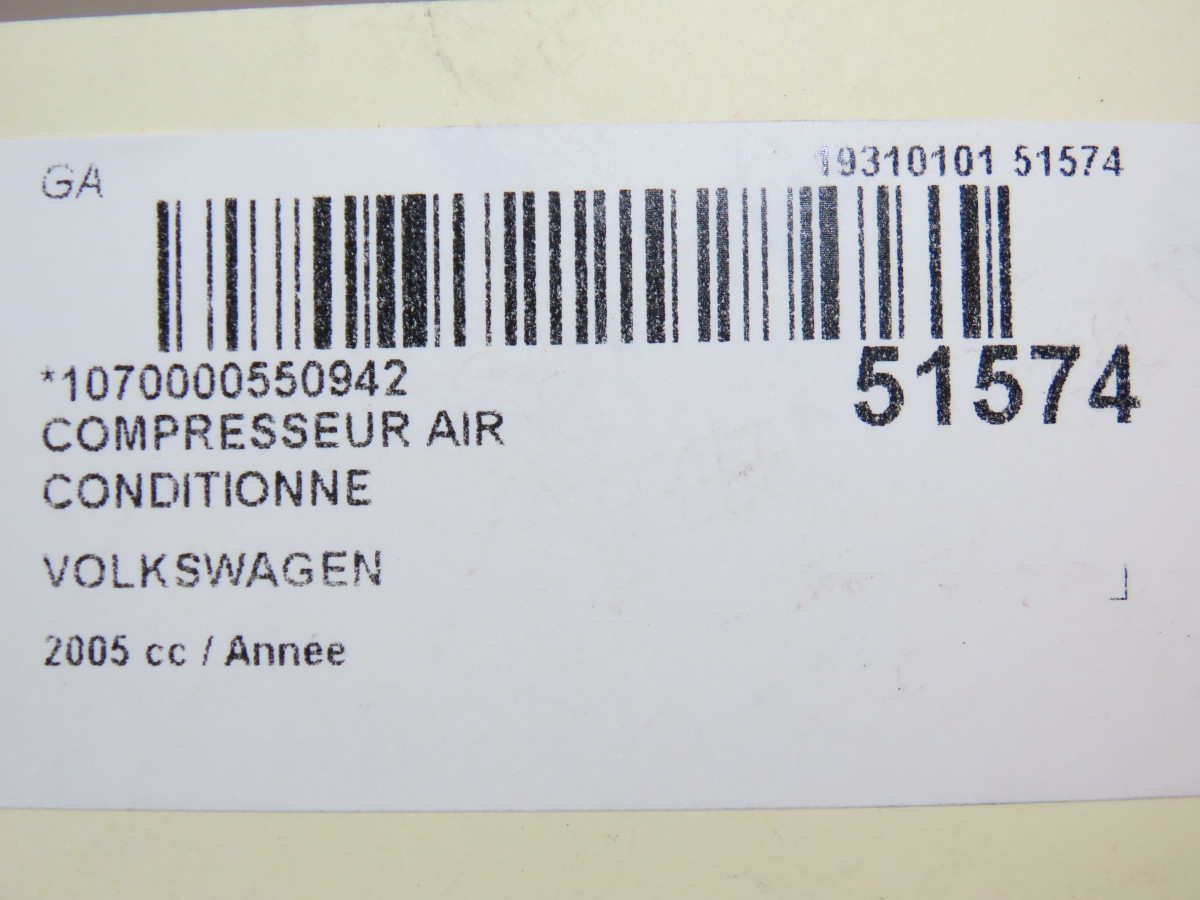 GA
19310101 51574
*1070000550942
51574
COMPRESSEUR AIR
CONDITIONNE
VOLKSWAGEN
2005 cc / Annee